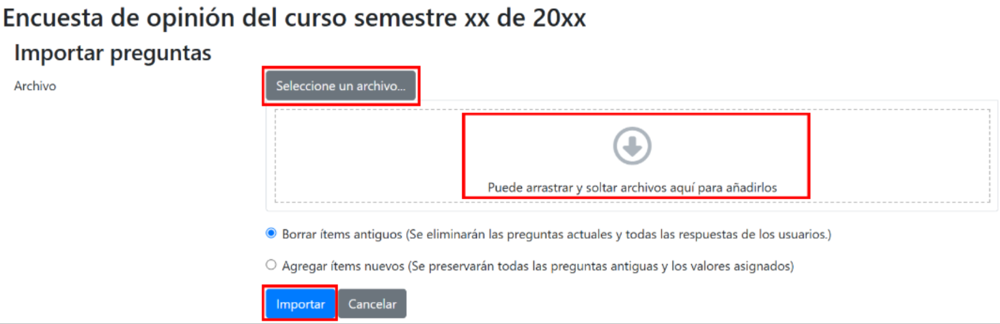 Encuesta de opinión del curso semestre xx de 20xx
Importar preguntas
Archivo
Seleccione un archivo...
Puede arrastrar y soltar archivos aquí para añadirlos
Borrar ítems antiguos (Se eliminarán las preguntas actuales y todas las respuestas de los usuarios.)
Agregar ítems nuevos (Se preservarán todas las preguntas antiguas y los valores asignados)
Importar
Cancelar